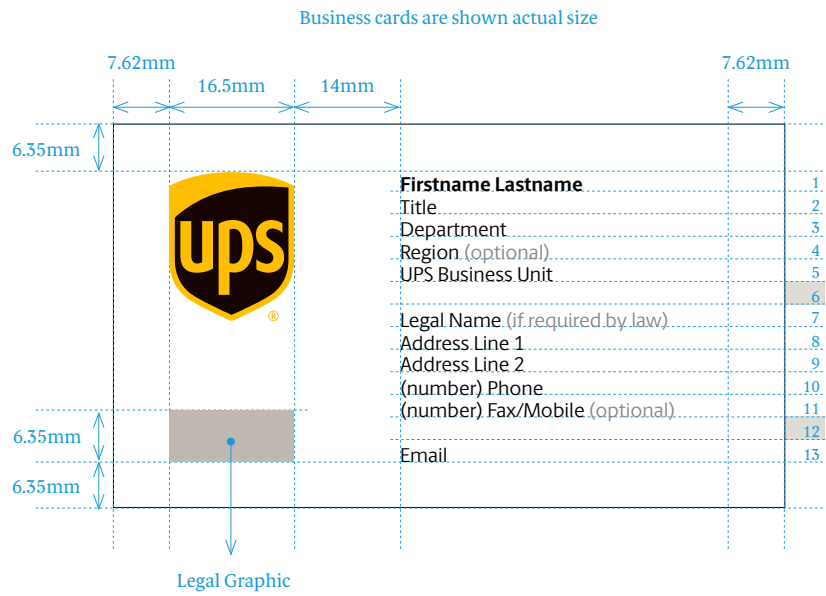 Business cards are shown actual size
7.62mm
7.62mm
16.5mm
14mm
6.35mm
ups
®
Firstname Lastname 1
Title 2
Department 3
Region (optional) 4
UPS Business Unit 5
6
Legal Name (if required by law) 7
Address Line 1 8
Address Line 2 9
(number) Phone 10
(number) Fax/Mobile (optional) 11
12
Email 13
6.35mm
6.35mm
Legal Graphic